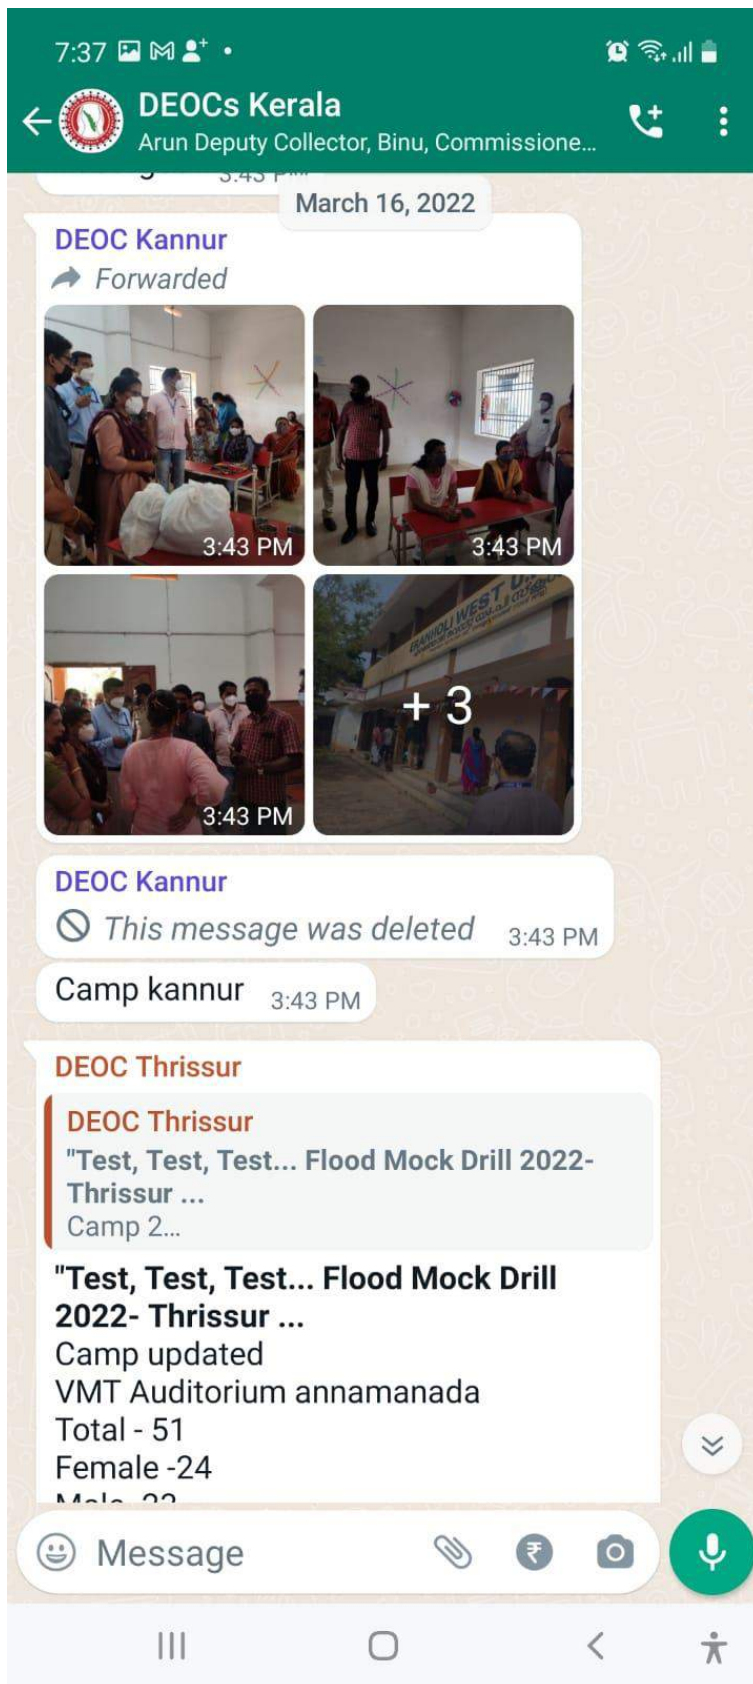 7:37
DEOCs Kerala
Arun Deputy Collector, Binu, Commissione...
March 16, 2022
DEOC Kannur
Forwarded
3:43 PM
3:43 PM
3:43 PM
ERANHOLI WEST U.
+ 3
DEOC Kannur
This message was deleted 3:43 PM
Camp kannur 3:43 PM
DEOC Thrissur
DEOC Thrissur
"Test, Test, Test... Flood Mock Drill 2022-
Thrissur ...
Camp 2...
"Test, Test, Test... Flood Mock Drill
2022- Thrissur ...
Camp updated
VMT Auditorium annamanada
Total - 51
Female -24
Message